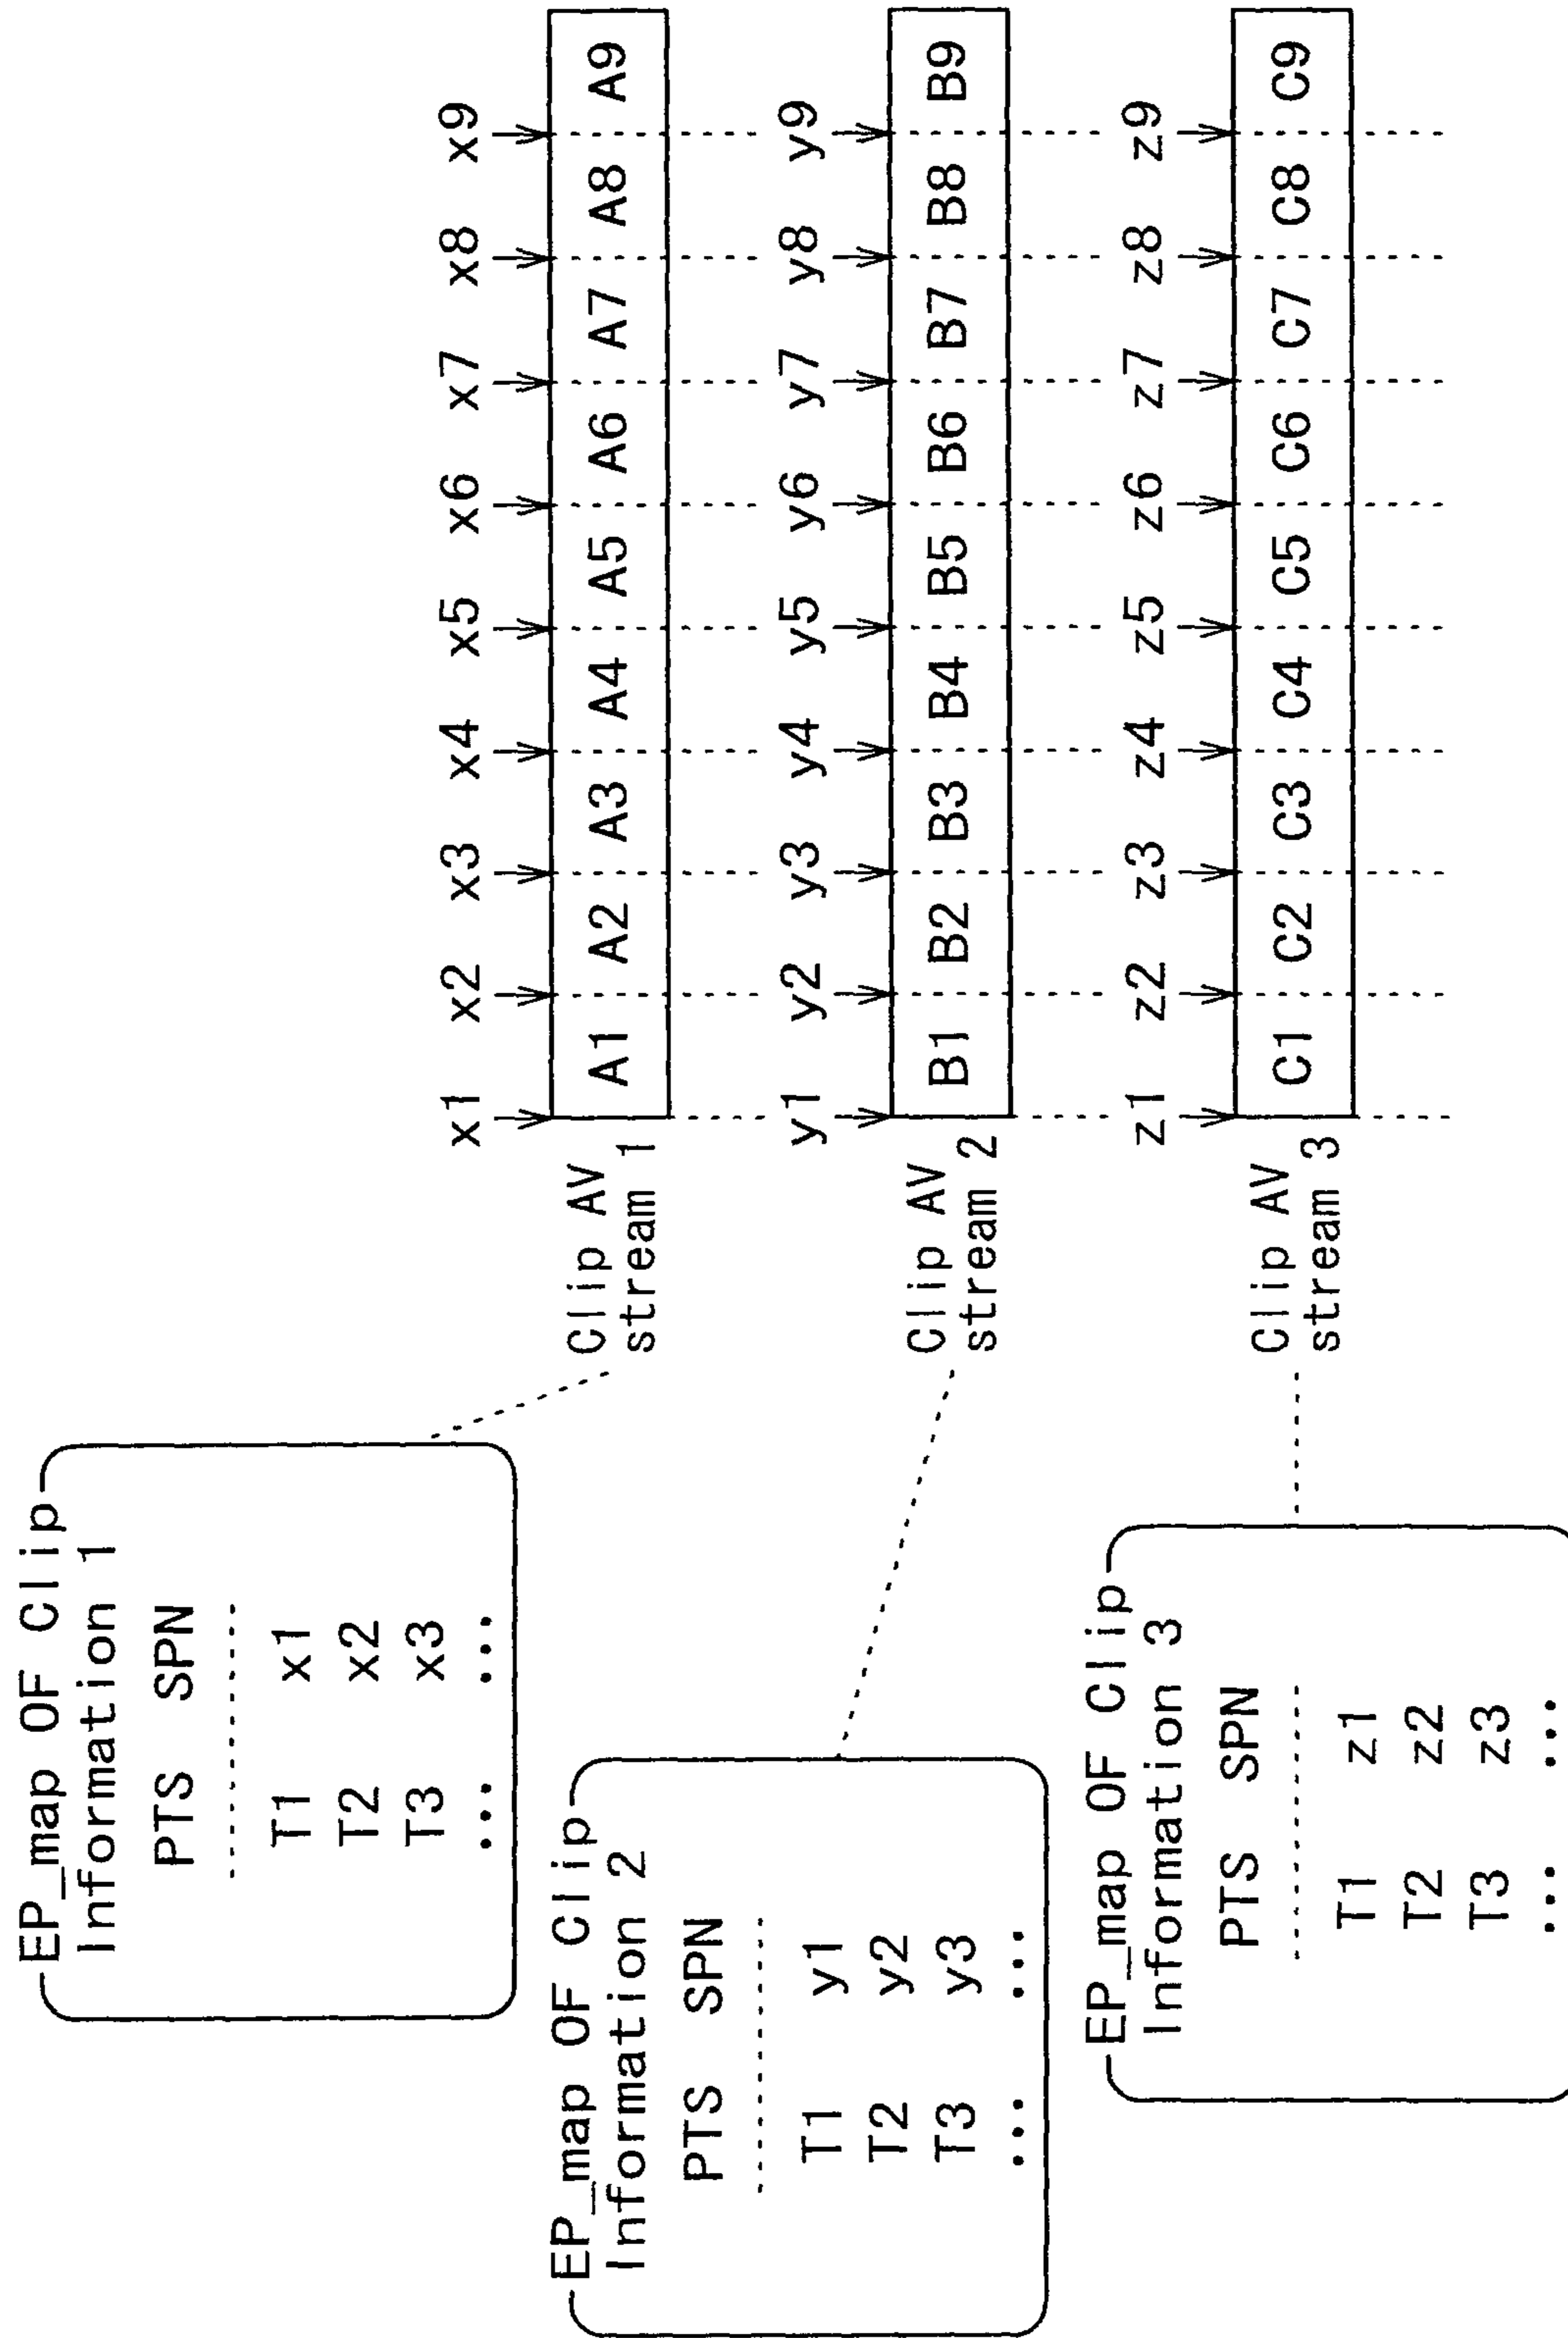 EP_map OF Clip
Information 1
PTS SPN
T1 x1
T2 x2
T3 x3
...  ...
EP_map OF Clip
Information 2
PTS SPN
T1 y1
T2 y2
T3 y3
...  ...
EP_map OF Clip
Information 3
PTS SPN
T1 z1
T2 z2
T3 z3
...  ...
x1 x2 x3 x4 x5 x6 x7 x8 x9
Clip AV
stream 1
A1 A2 A3 A4 A5 A6 A7 A8 A9
y1 y2 y3 y4 y5 y6 y7 y8 y9
Clip AV
stream 2
B1 B2 B3 B4 B5 B6 B7 B8 B9
z1 z2 z3 z4 z5 z6 z7 z8 z9
Clip AV
stream 3
C1 C2 C3 C4 C5 C6 C7 C8 C9